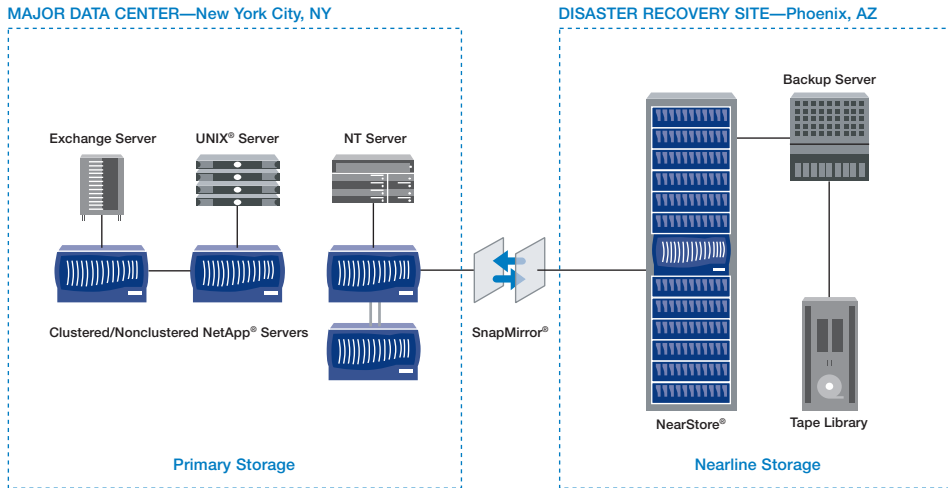 MAJOR DATA CENTER—New York City, NY
DISASTER RECOVERY SITE—Phoenix, AZ
Backup Server
Exchange Server
UNIX® Server
NT Server
Clustered/Nonclustered NetApp® Servers
SnapMirror®
NearStore®
Tape Library
Primary Storage
Nearline Storage